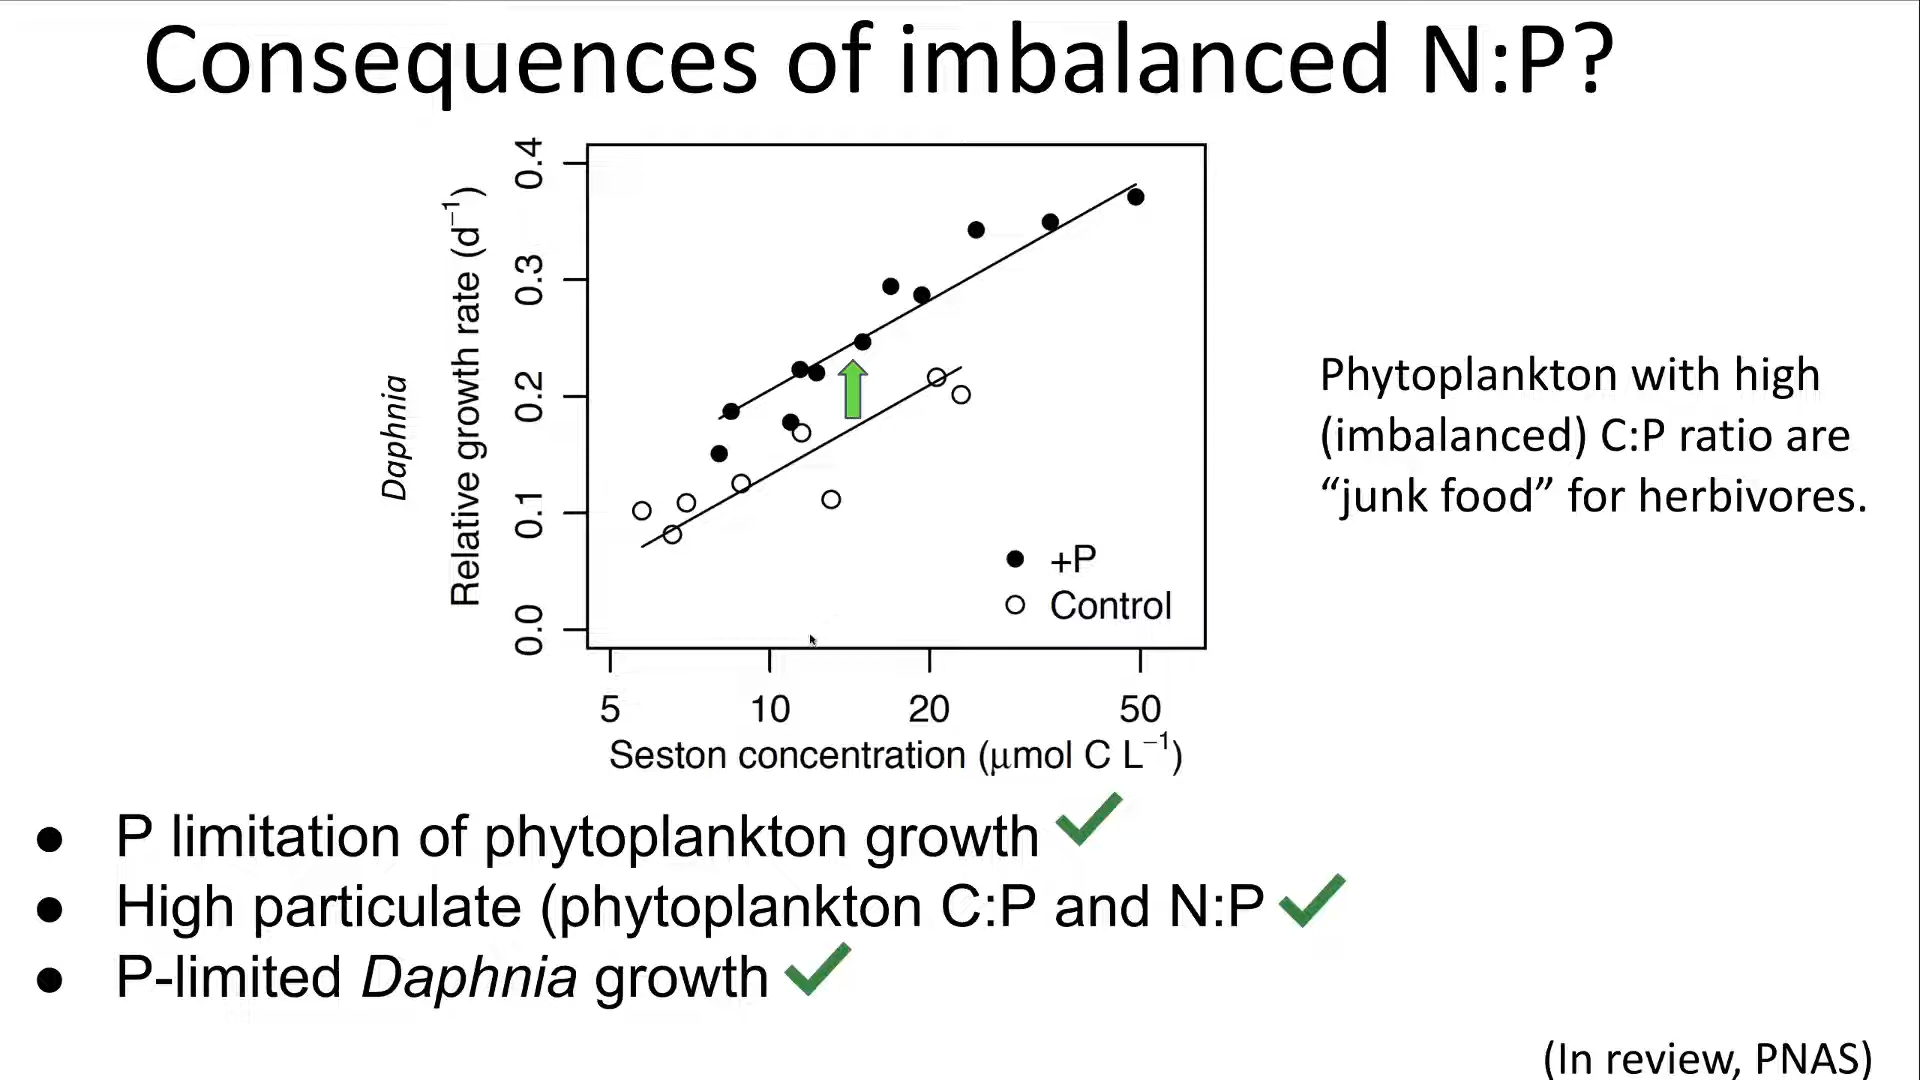 Consequences of imbalanced N:P?
Daphnia
Relative growth rate (d⁻¹)
0.4
0.3
0.2
0.1
0.0
+P
Control
5 10 20 50
Seston concentration (μmol C L⁻¹)
Phytoplankton with high
(imbalanced) C:P ratio are
“junk food” for herbivores.
● P limitation of phytoplankton growth
● High particulate (phytoplankton C:P and N:P
● P-limited Daphnia growth
(In review, PNAS)